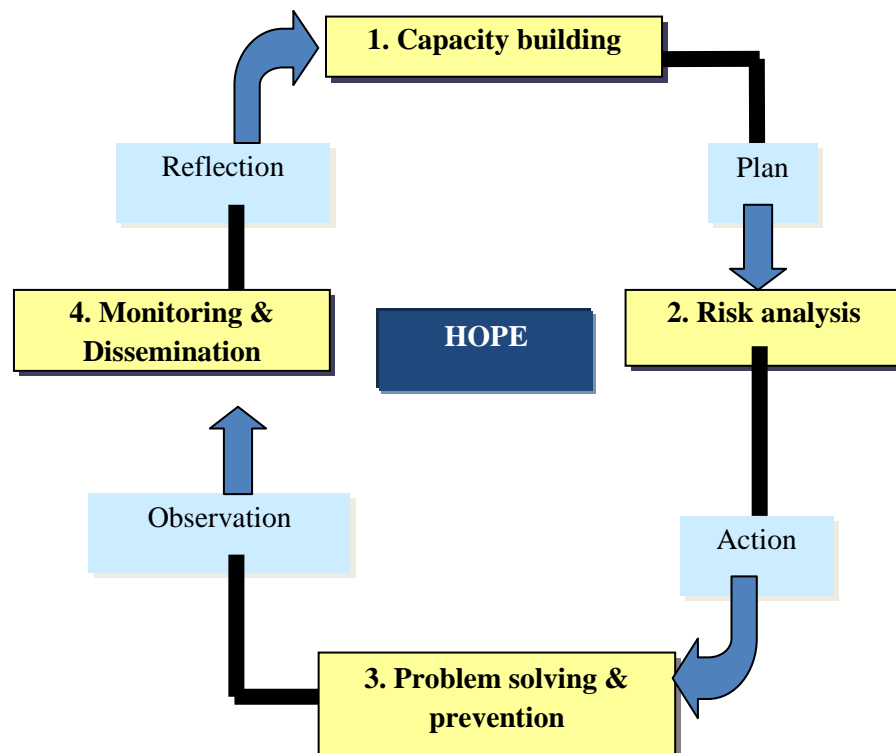 1. Capacity building
Reflection
Plan
4. Monitoring &
Dissemination
HOPE
2. Risk analysis
Observation
Action
3. Problem solving &
prevention